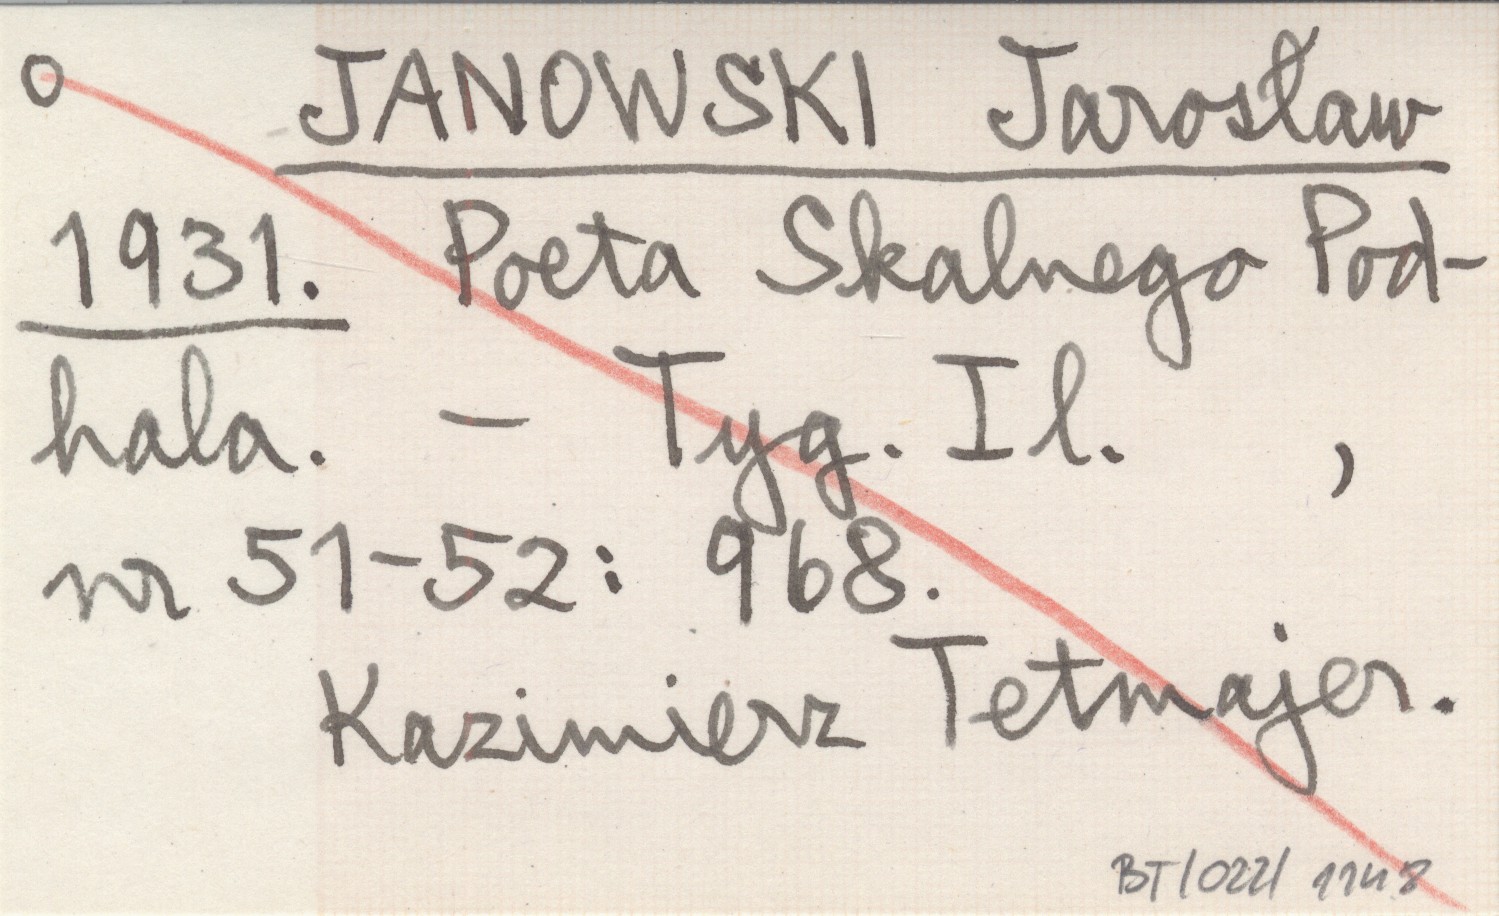 O JANOWSKI Jarosław
1931. Poeta Skalnego Pod-
hala. - Tyg. Il. ,
nr 51-52: 968.
Kazimierz Tetmajer.
BT/022/ 1148